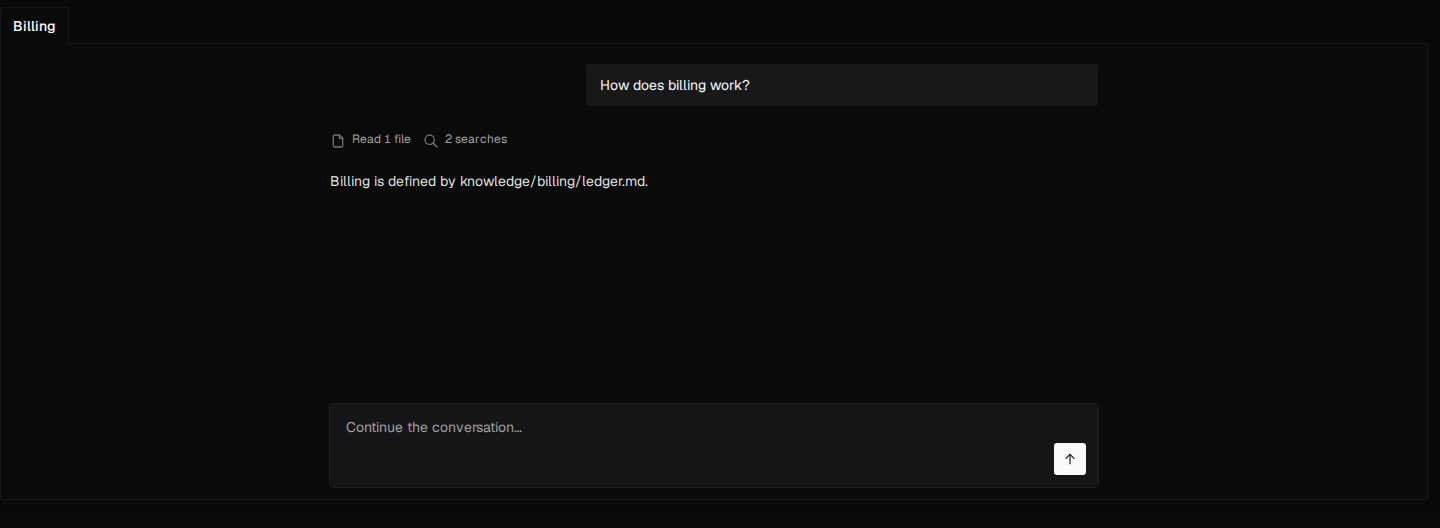 Billing
How does billing work?
Read 1 file 2 searches
Billing is defined by knowledge/billing/ledger.md.
Continue the conversation…